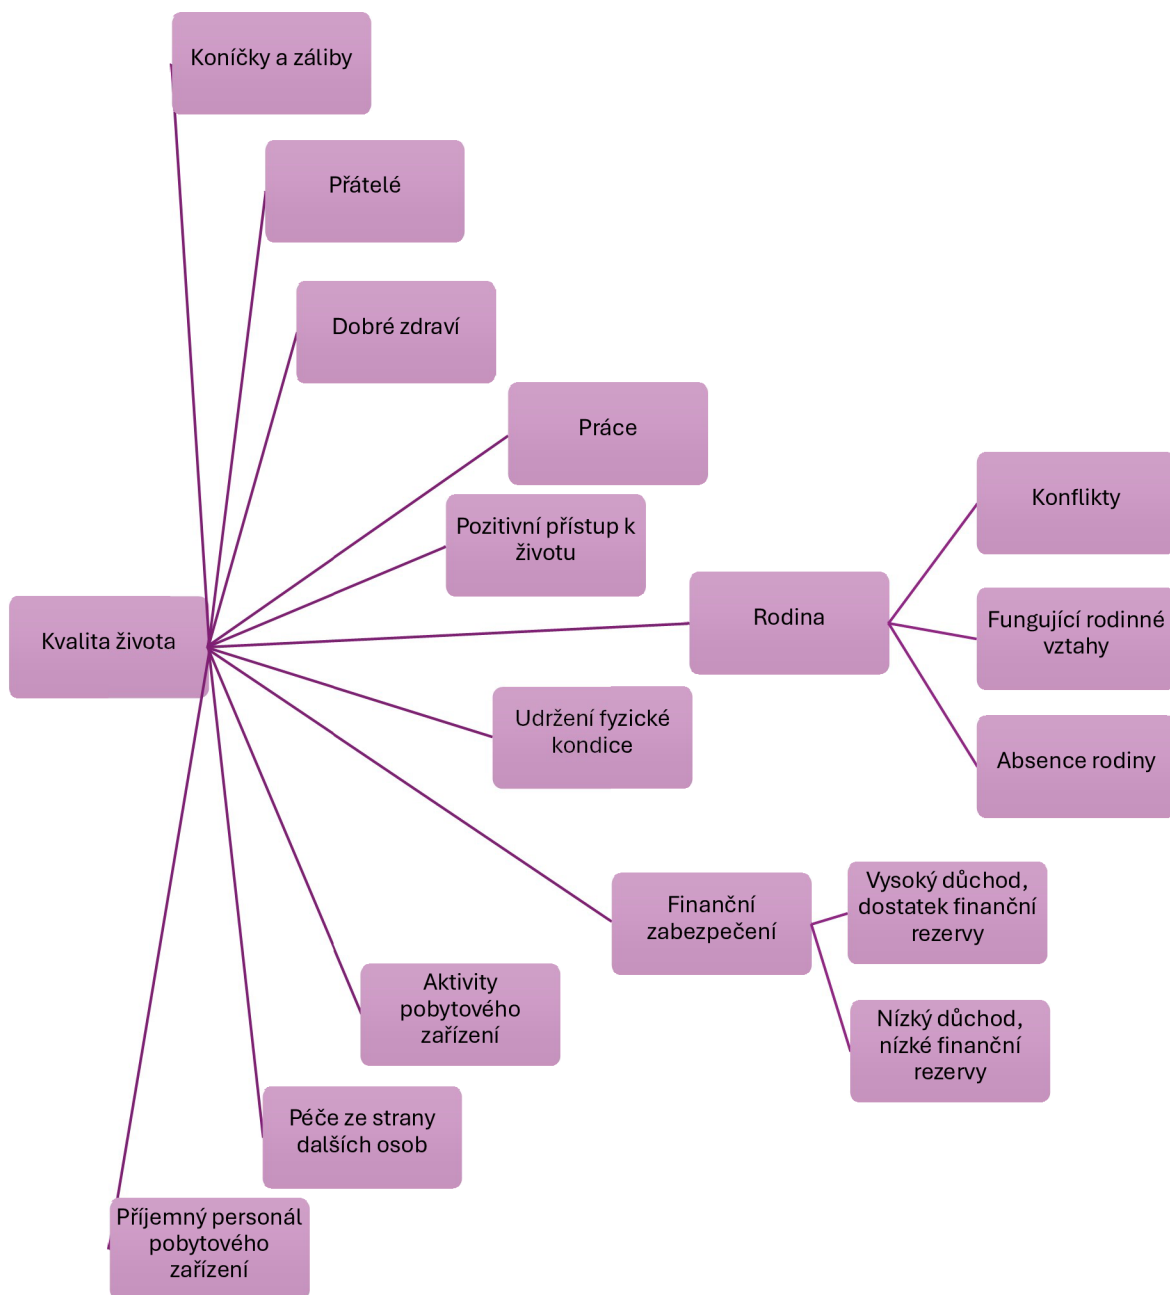 Koníčky a záliby
Přátelé
Dobré zdraví
Práce
Pozitivní přístup k
životu
Kvalita života
Rodina
Konflikty
Fungující rodinné
vztahy
Absence rodiny
Udržení fyzické
kondice
Finanční
zabezpečení
Vysoký důchod,
dostatek finanční
rezervy
Nízký důchod,
nízké finanční
rezervy
Aktivity
pobytového
zařízení
Péče ze strany
dalších osob
Příjemný personál
pobytového
zařízení